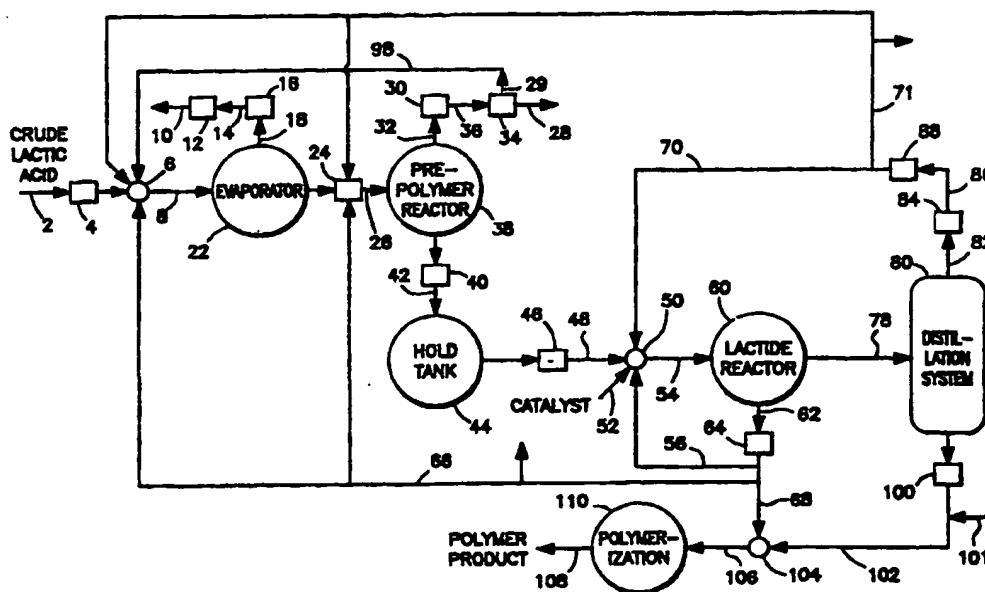 98
16
29
71
30
10
12
14
18
32
36
34
28
70
88
86
CRUDE
LACTIC
ACID
6
24
84
PRE-
POLYMER
REACTOR
EVAPORATOR
82
2
4
8
26
38
80
22
42
40
60
50
46
48
78
HOLD
TANK
LACTIDE
REACTOR
DISTIL-
LATION
SYSTEM
CATALYST
54
62
44
52
64
56
66
100
110
68
POLYMER
PRODUCT
POLYMER-
IZATION
101
108
106
104
102